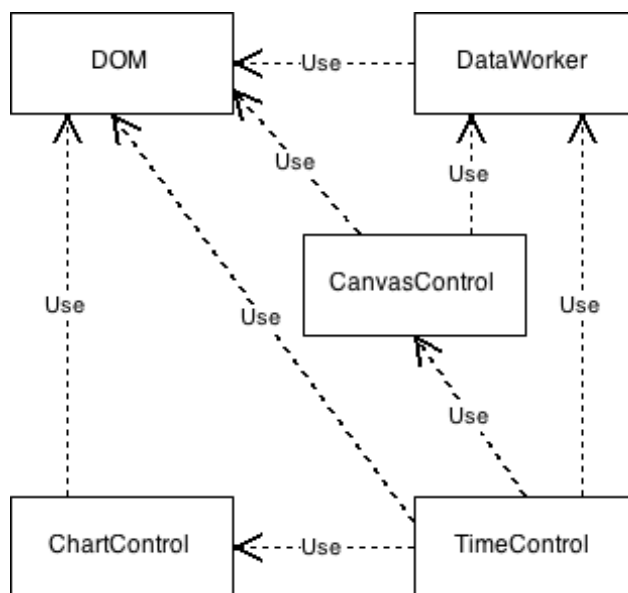 DOM
Use
DataWorker
Use
Use
CanvasControl
Use
Use
Use
Use
ChartControl
Use
TimeControl